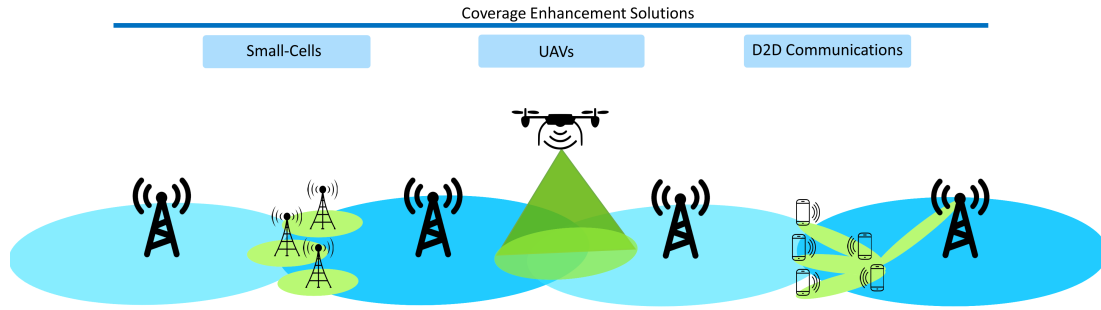 Coverage Enhancement Solutions
Small-Cells
UAVs
D2D Communications